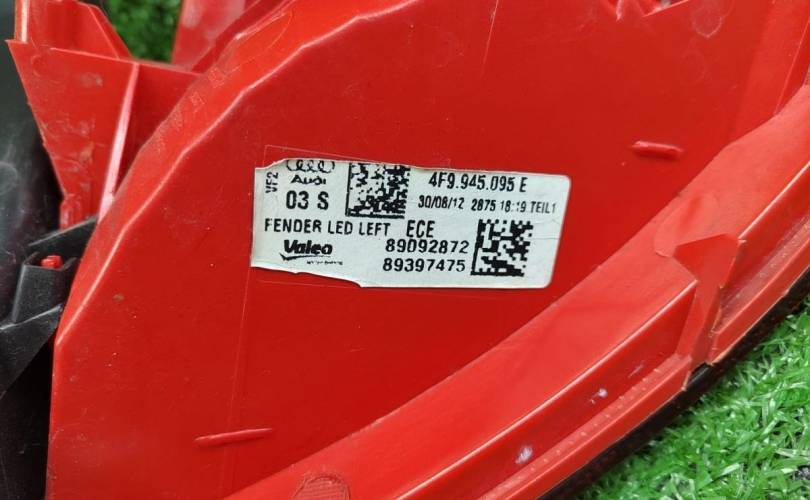 VF2
Audi
03 S
4F9.945.095 E
30/08/12 2875 18:19 TEIL1
FENDER LED LEFT ECE
Valeo
89092872
89397475